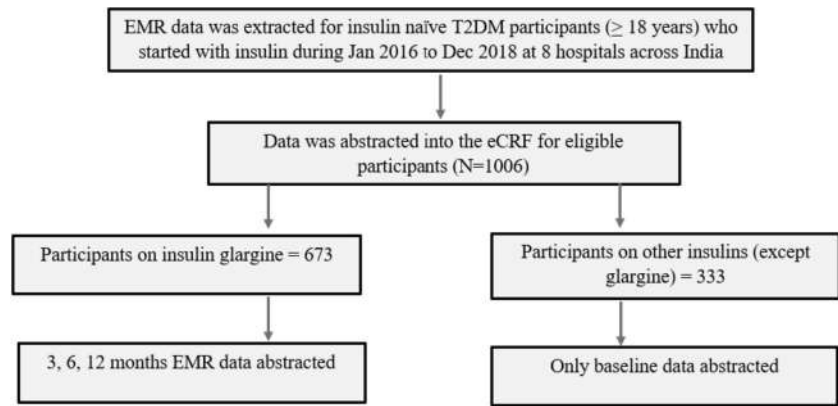 EMR data was extracted for insulin naïve T2DM participants (≥ 18 years) who
started with insulin during Jan 2016 to Dec 2018 at 8 hospitals across India
Data was abstracted into the eCRF for eligible
participants (N=1006)
Participants on insulin glargine = 673
Participants on other insulins (except
glargine) = 333
3, 6, 12 months EMR data abstracted
Only baseline data abstracted